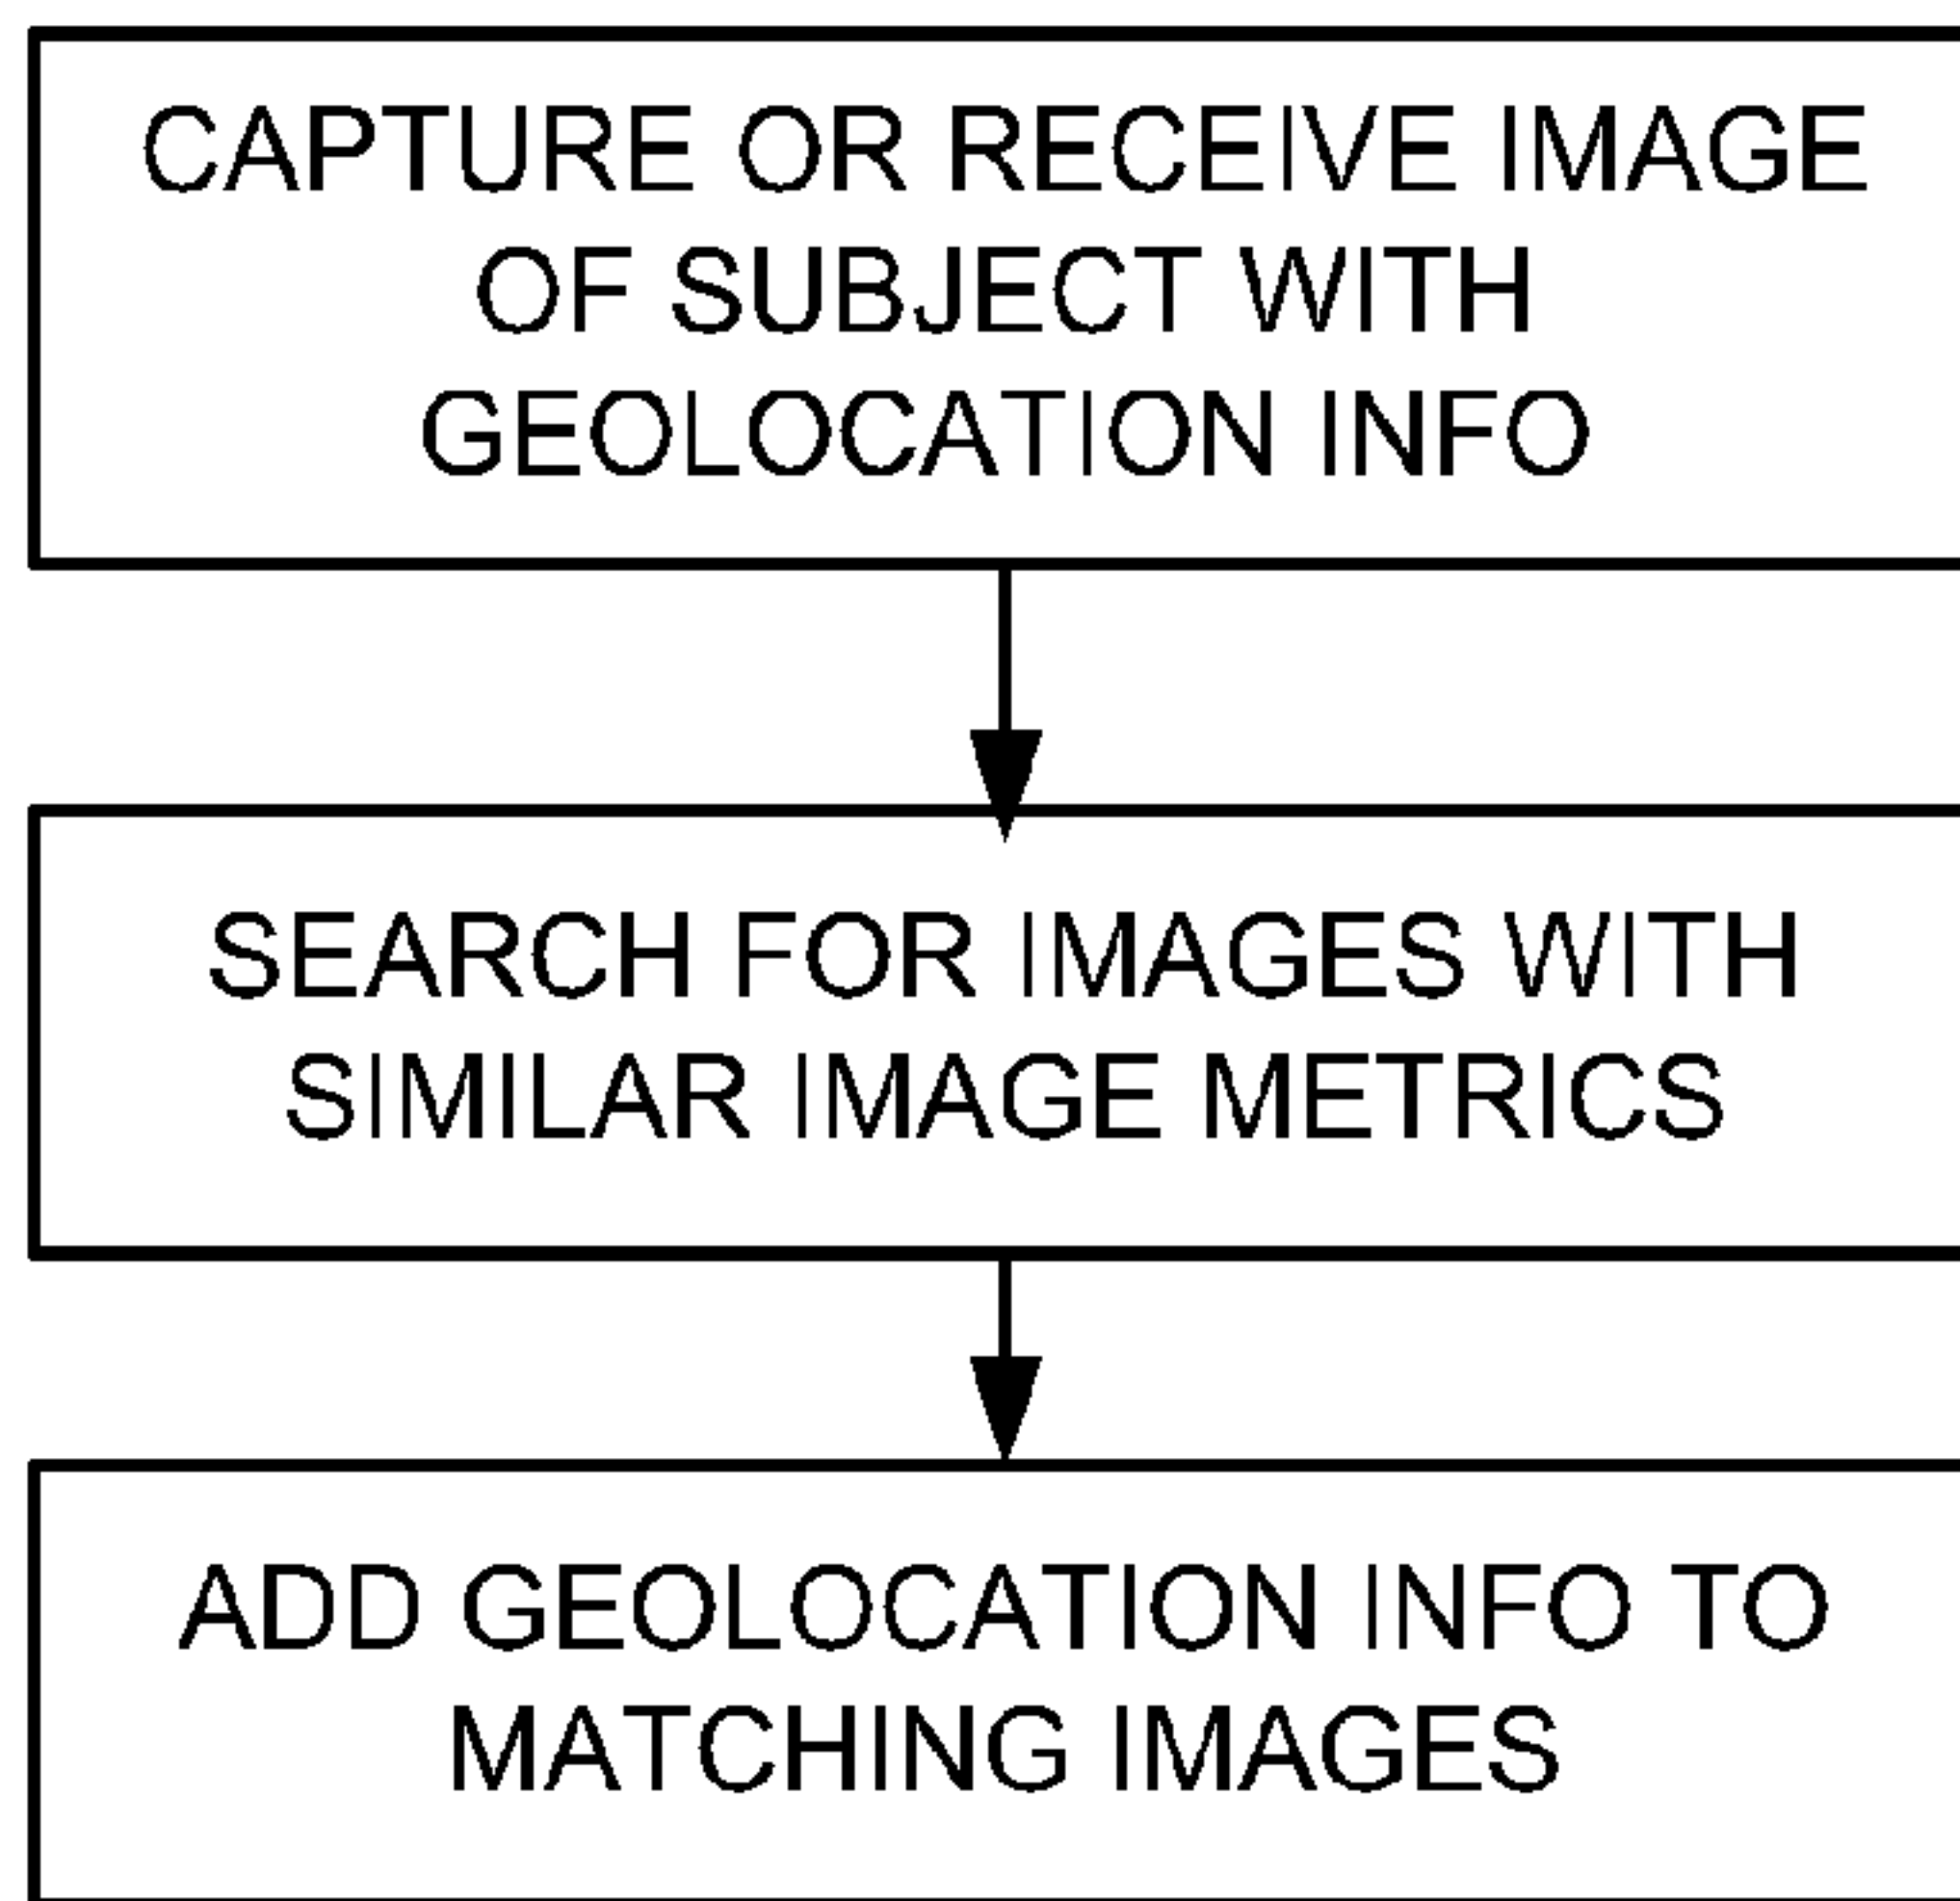 CAPTURE OR RECEIVE IMAGE
OF SUBJECT WITH
GEOLOCATION INFO
SEARCH FOR IMAGES WITH
SIMILAR IMAGE METRICS
ADD GEOLOCATION INFO TO
MATCHING IMAGES